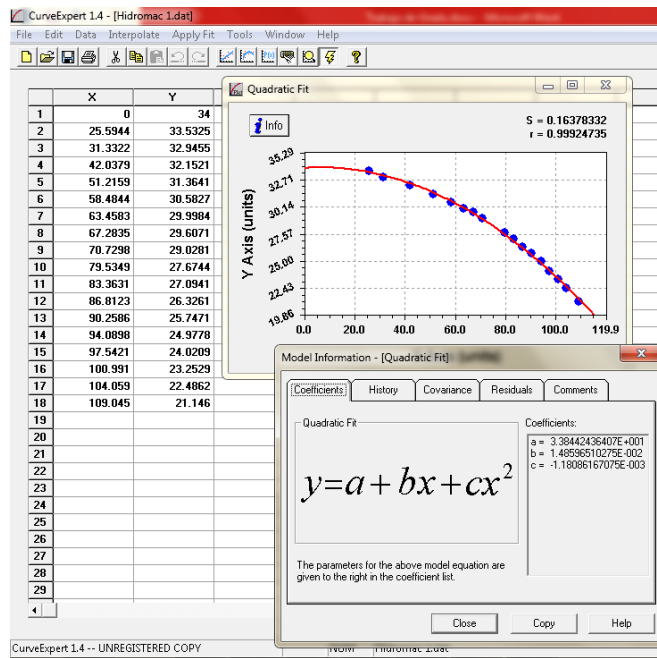 CurveExpert 1.4 - [Hidromac 1.dat]
File Edit Data Interpolate Apply Fit Tools Window Help
X Y
1 0 34
2 25.5944 33.5325
3 31.3322 32.9455
4 42.0379 32.1521
5 51.2159 31.3641
6 58.4844 30.5827
7 63.4583 29.9984
8 67.2835 29.6071
9 70.7298 29.0281
10 79.5349 27.6744
11 83.3631 27.0941
12 86.8123 26.3261
13 90.2586 25.7471
14 94.0898 24.9778
15 97.5421 24.0209
16 100.991 23.2529
17 104.059 22.4862
18 109.045 21.146
19
20
21
22
23
24
25
26
27
28
29
Quadratic Fit
i Info
S = 0.16378332
r = 0.99924735
Y Axis (units)
35.29
32.71
30.14
27.57
25.00
22.43
19.86
0.0 20.0 40.0 60.0 80.0 100.0 119.9
Model Information - [Quadratic Fit]
Coefficients History Covariance Residuals Comments
Quadratic Fit
y=a+bx+cx²
Coefficients:
a = 3.38442436407E+001
b = 1.48596510275E-002
c = -1.18086167075E-003
The parameters for the above model equation are
given to the right in the coefficient list.
Close Copy Help
CurveExpert 1.4 -- UNREGISTERED COPY NUM Hidromac 1.dat